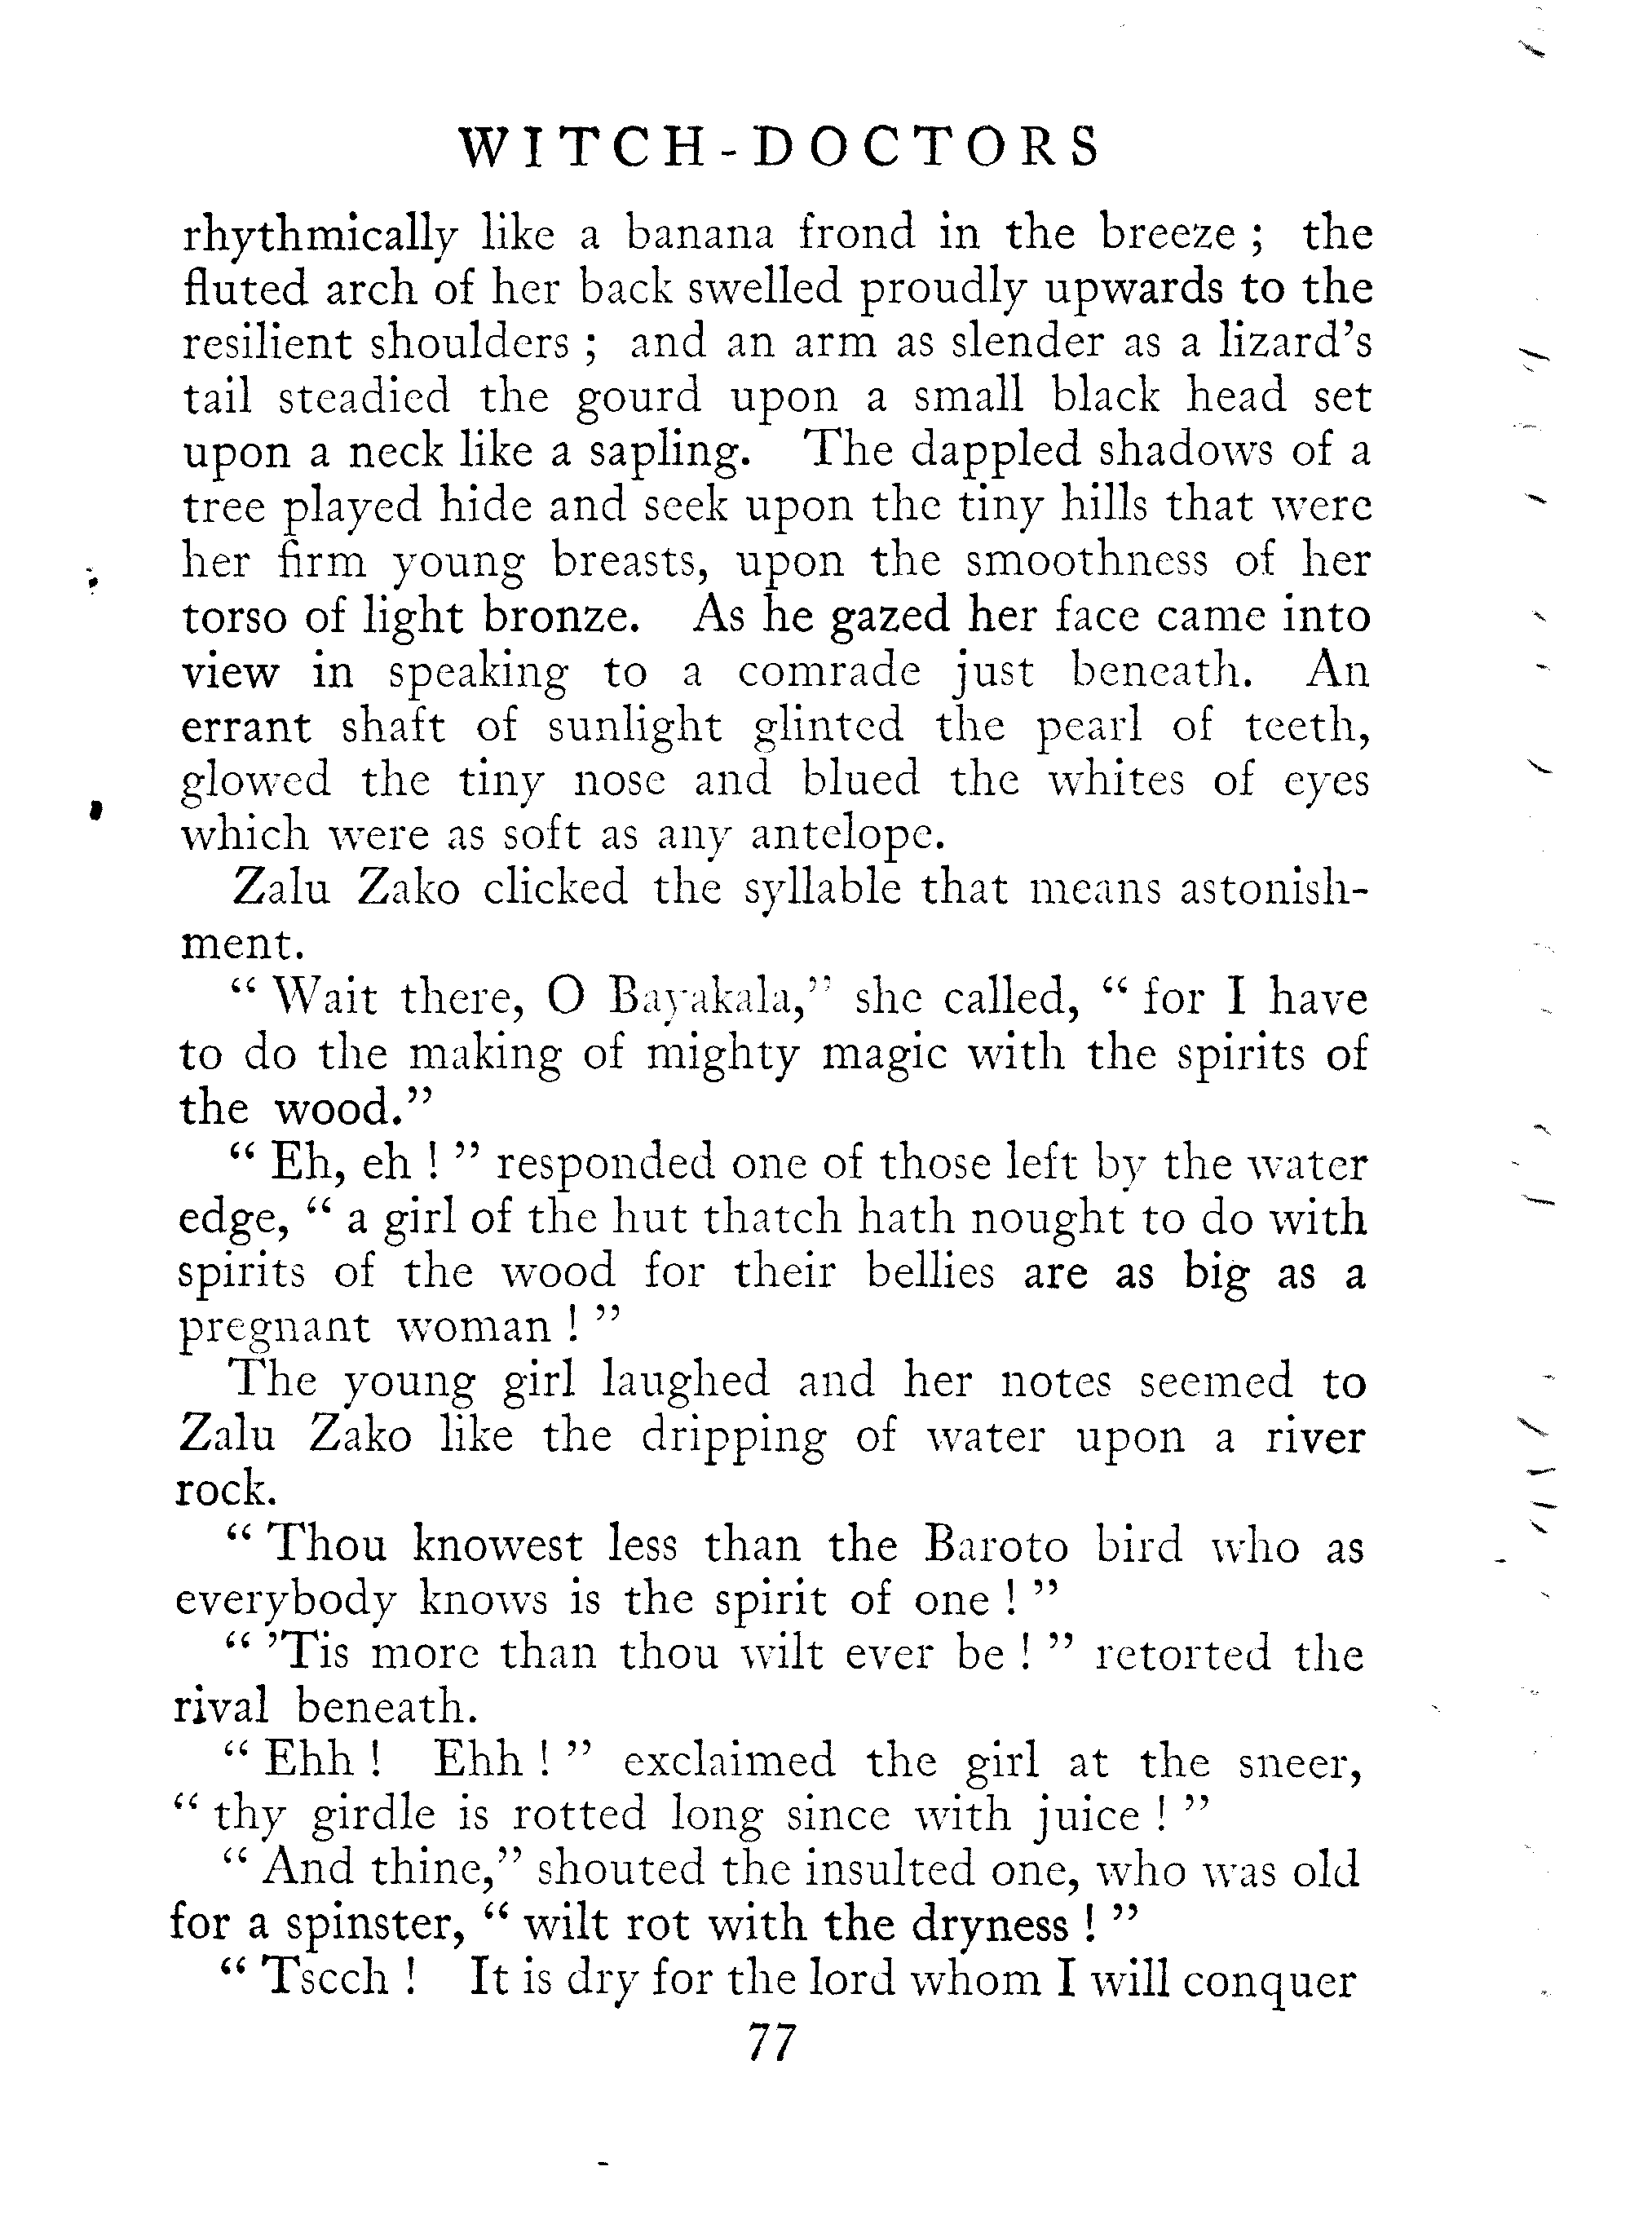 WITCH-DOCTORS
rhythmically like a banana frond in the breeze ; the
fluted arch of her back swelled proudly upwards to the
resilient shoulders ; and an arm as slender as a lizard's
tail steadied the gourd upon a small black head set
upon a neck like a sapling. The dappled shadows of a
tree played hide and seek upon the tiny hills that were
her firm young breasts, upon the smoothness of her
torso of light bronze. As he gazed her face came into
view in speaking to a comrade just beneath. An
errant shaft of sunlight glinted the pearl of teeth,
glowed the tiny nose and blued the whites of eyes
which were as soft as any antelope.
Zalu Zako clicked the syllable that means astonish-
ment.
“ Wait there, O Bayakala,” she called, “ for I have
to do the making of mighty magic with the spirits of
the wood.”
“ Eh, eh ! ” responded one of those left by the water
edge, “ a girl of the hut thatch hath nought to do with
spirits of the wood for their bellies are as big as a
pregnant woman ! ”
The young girl laughed and her notes seemed to
Zalu Zako like the dripping of water upon a river
rock.
“ Thou knowest less than the Baroto bird who as
everybody knows is the spirit of one ! ”
“ ’Tis more than thou wilt ever be ! ” retorted the
rival beneath.
“ Ehh ! Ehh ! ” exclaimed the girl at the sneer,
“ thy girdle is rotted long since with juice ! ”
“ And thine,” shouted the insulted one, who was old
for a spinster, “ wilt rot with the dryness ! ”
“ Tscch ! It is dry for the lord whom I will conquer
77